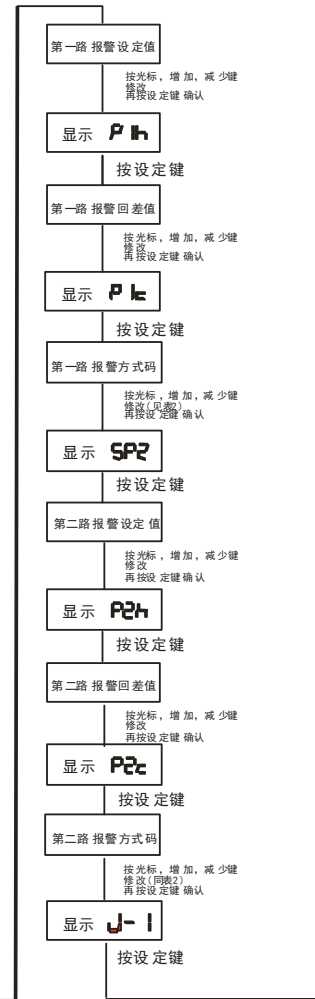 第一路报警设定值
按光标，增加，减少键
修改
再按设定键确认
显示 P1h
按设定键
第一路报警回差值
按光标，增加，减少键
修改
再按设定键确认
显示 P1c
按设定键
第一路报警方式码
按光标，增加，减少键
修改(见表2)
再按设定键确认
显示 SP2
按设定键
第二路报警设定值
按光标，增加，减少键
修改
再按设定键确认
显示 P2h
按设定键
第二路报警回差值
按光标，增加，减少键
修改
再按设定键确认
显示 P2c
按设定键
第二路报警方式码
按光标，增加，减少键
修改(同表2)
再按设定键确认
显示 J-1
按设定键